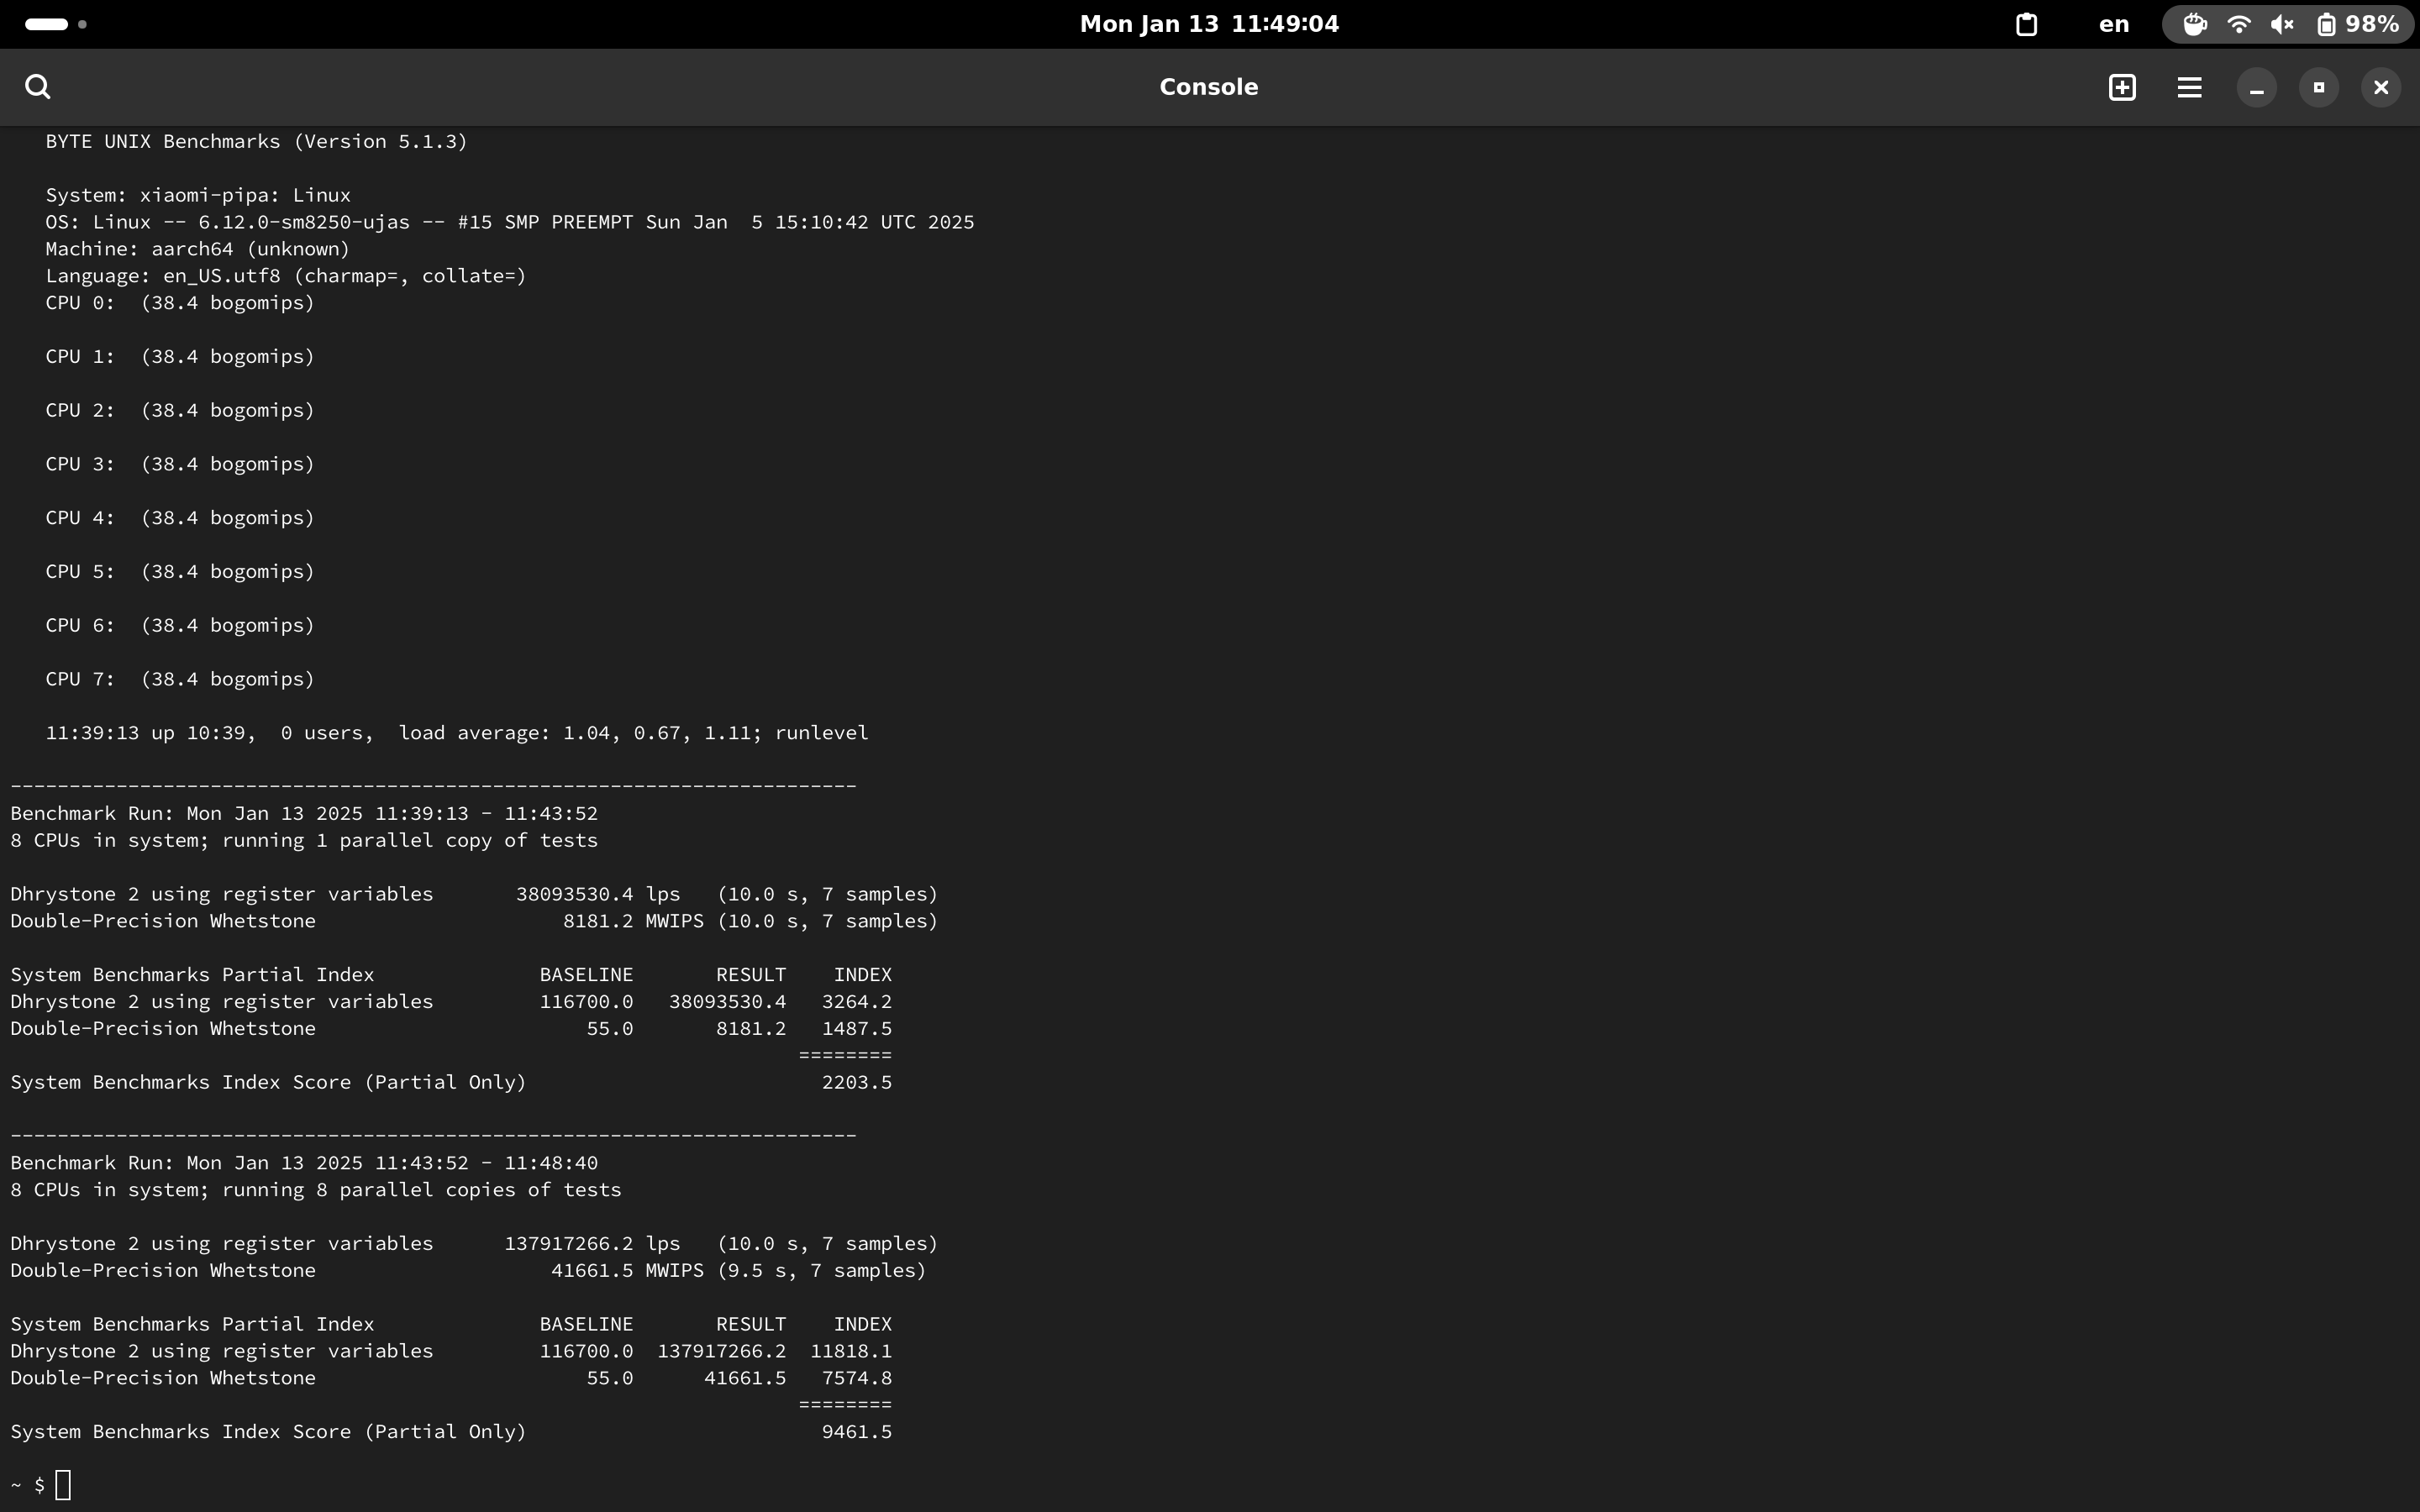 Mon Jan 13  11:49:04
en
98%
Console
BYTE UNIX Benchmarks (Version 5.1.3)
System: xiaomi-pipa: Linux
OS: Linux -- 6.12.0-sm8250-ujas -- #15 SMP PREEMPT Sun Jan  5 15:10:42 UTC 2025
Machine: aarch64 (unknown)
Language: en_US.utf8 (charmap=, collate=)
CPU 0:  (38.4 bogomips)
CPU 1:  (38.4 bogomips)
CPU 2:  (38.4 bogomips)
CPU 3:  (38.4 bogomips)
CPU 4:  (38.4 bogomips)
CPU 5:  (38.4 bogomips)
CPU 6:  (38.4 bogomips)
CPU 7:  (38.4 bogomips)
11:39:13 up 10:39,  0 users,  load average: 1.04, 0.67, 1.11; runlevel
------------------------------------------------------------------------
Benchmark Run: Mon Jan 13 2025 11:39:13 - 11:43:52
8 CPUs in system; running 1 parallel copy of tests
Dhrystone 2 using register variables       38093530.4 lps   (10.0 s, 7 samples)
Double-Precision Whetstone                     8181.2 MWIPS (10.0 s, 7 samples)
System Benchmarks Partial Index              BASELINE       RESULT    INDEX
Dhrystone 2 using register variables         116700.0   38093530.4   3264.2
Double-Precision Whetstone                       55.0       8181.2   1487.5
========
System Benchmarks Index Score (Partial Only)                         2203.5
------------------------------------------------------------------------
Benchmark Run: Mon Jan 13 2025 11:43:52 - 11:48:40
8 CPUs in system; running 8 parallel copies of tests
Dhrystone 2 using register variables      137917266.2 lps   (10.0 s, 7 samples)
Double-Precision Whetstone                    41661.5 MWIPS (9.5 s, 7 samples)
System Benchmarks Partial Index              BASELINE       RESULT    INDEX
Dhrystone 2 using register variables         116700.0  137917266.2  11818.1
Double-Precision Whetstone                       55.0      41661.5   7574.8
========
System Benchmarks Index Score (Partial Only)                         9461.5
~ $